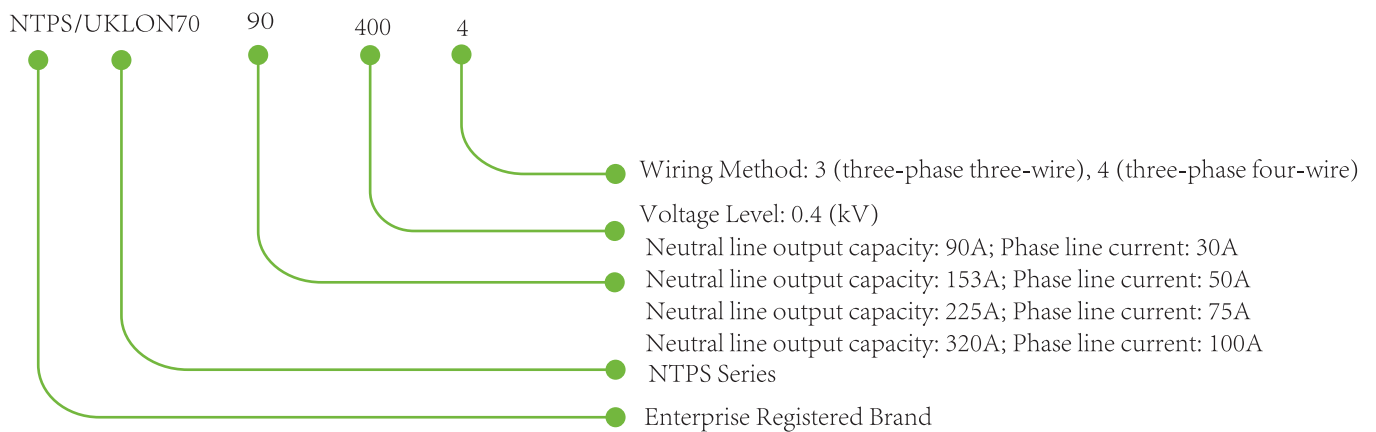 NTPS/UKLON70 90 400 4
Wiring Method: 3 (three-phase three-wire), 4 (three-phase four-wire)
Voltage Level: 0.4 (kV)
Neutral line output capacity: 90A; Phase line current: 30A
Neutral line output capacity: 153A; Phase line current: 50A
Neutral line output capacity: 225A; Phase line current: 75A
Neutral line output capacity: 320A; Phase line current: 100A
NTPS Series
Enterprise Registered Brand